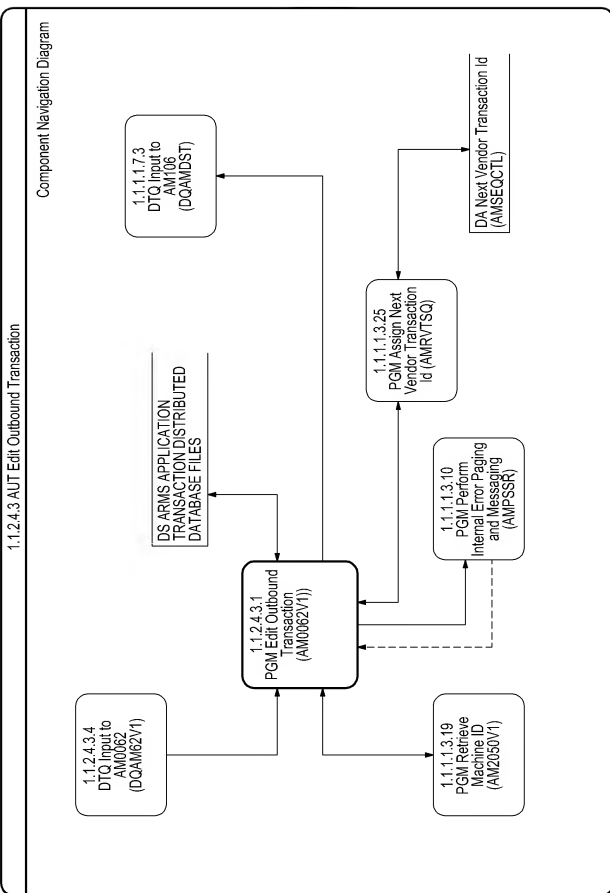 1.1.2.4.3 AUT Edit Outbound Transaction
Component Navigation Diagram
1.1.2.4.3.4
DTQ Input to
AM0062
(DQAM62V1)
DS ARMS APPLICATION
TRANSACTION DISTRIBUTED
DATABASE FILES
1.1.1.1.7.3
DTQ Input to
AM106
(DQAMDST)
1.1.2.4.3.1
PGM Edit Outbound
Transaction
(AM0062V1))
1.1.1.1.3.25
PGM Assign Next
Vendor Transaction
Id (AMRVTSQ)
1.1.1.1.3.19
PGM Retrieve
Machine ID
(AM2050V1)
1.1.1.1.3.10
PGM Perform
Internal Error Paging
and Messaging
(AMPSSR)
DA Next Vendor Transaction Id
(AMSEQCTL)